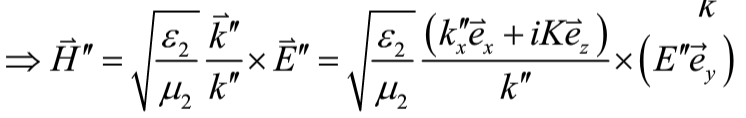 k
⇒ H⃗″ = √(ε₂/μ₂) k⃗″/k″ × E⃗″ = √(ε₂/μ₂) (k″ₓe⃗ₓ + iKe⃗_z)/k″ × (E″e⃗_y)